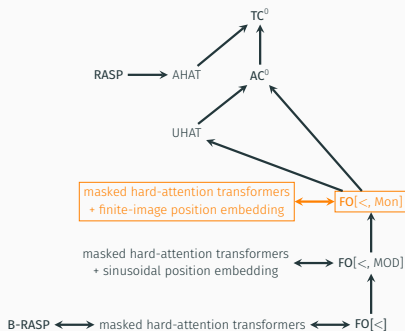 TC⁰
RASP AHAT AC⁰
UHAT
masked hard-attention transformers
+ finite-image position embedding
FO[<, Mon]
masked hard-attention transformers
+ sinusoidal position embedding
FO[<, MOD]
B-RASP masked hard-attention transformers FO[<]